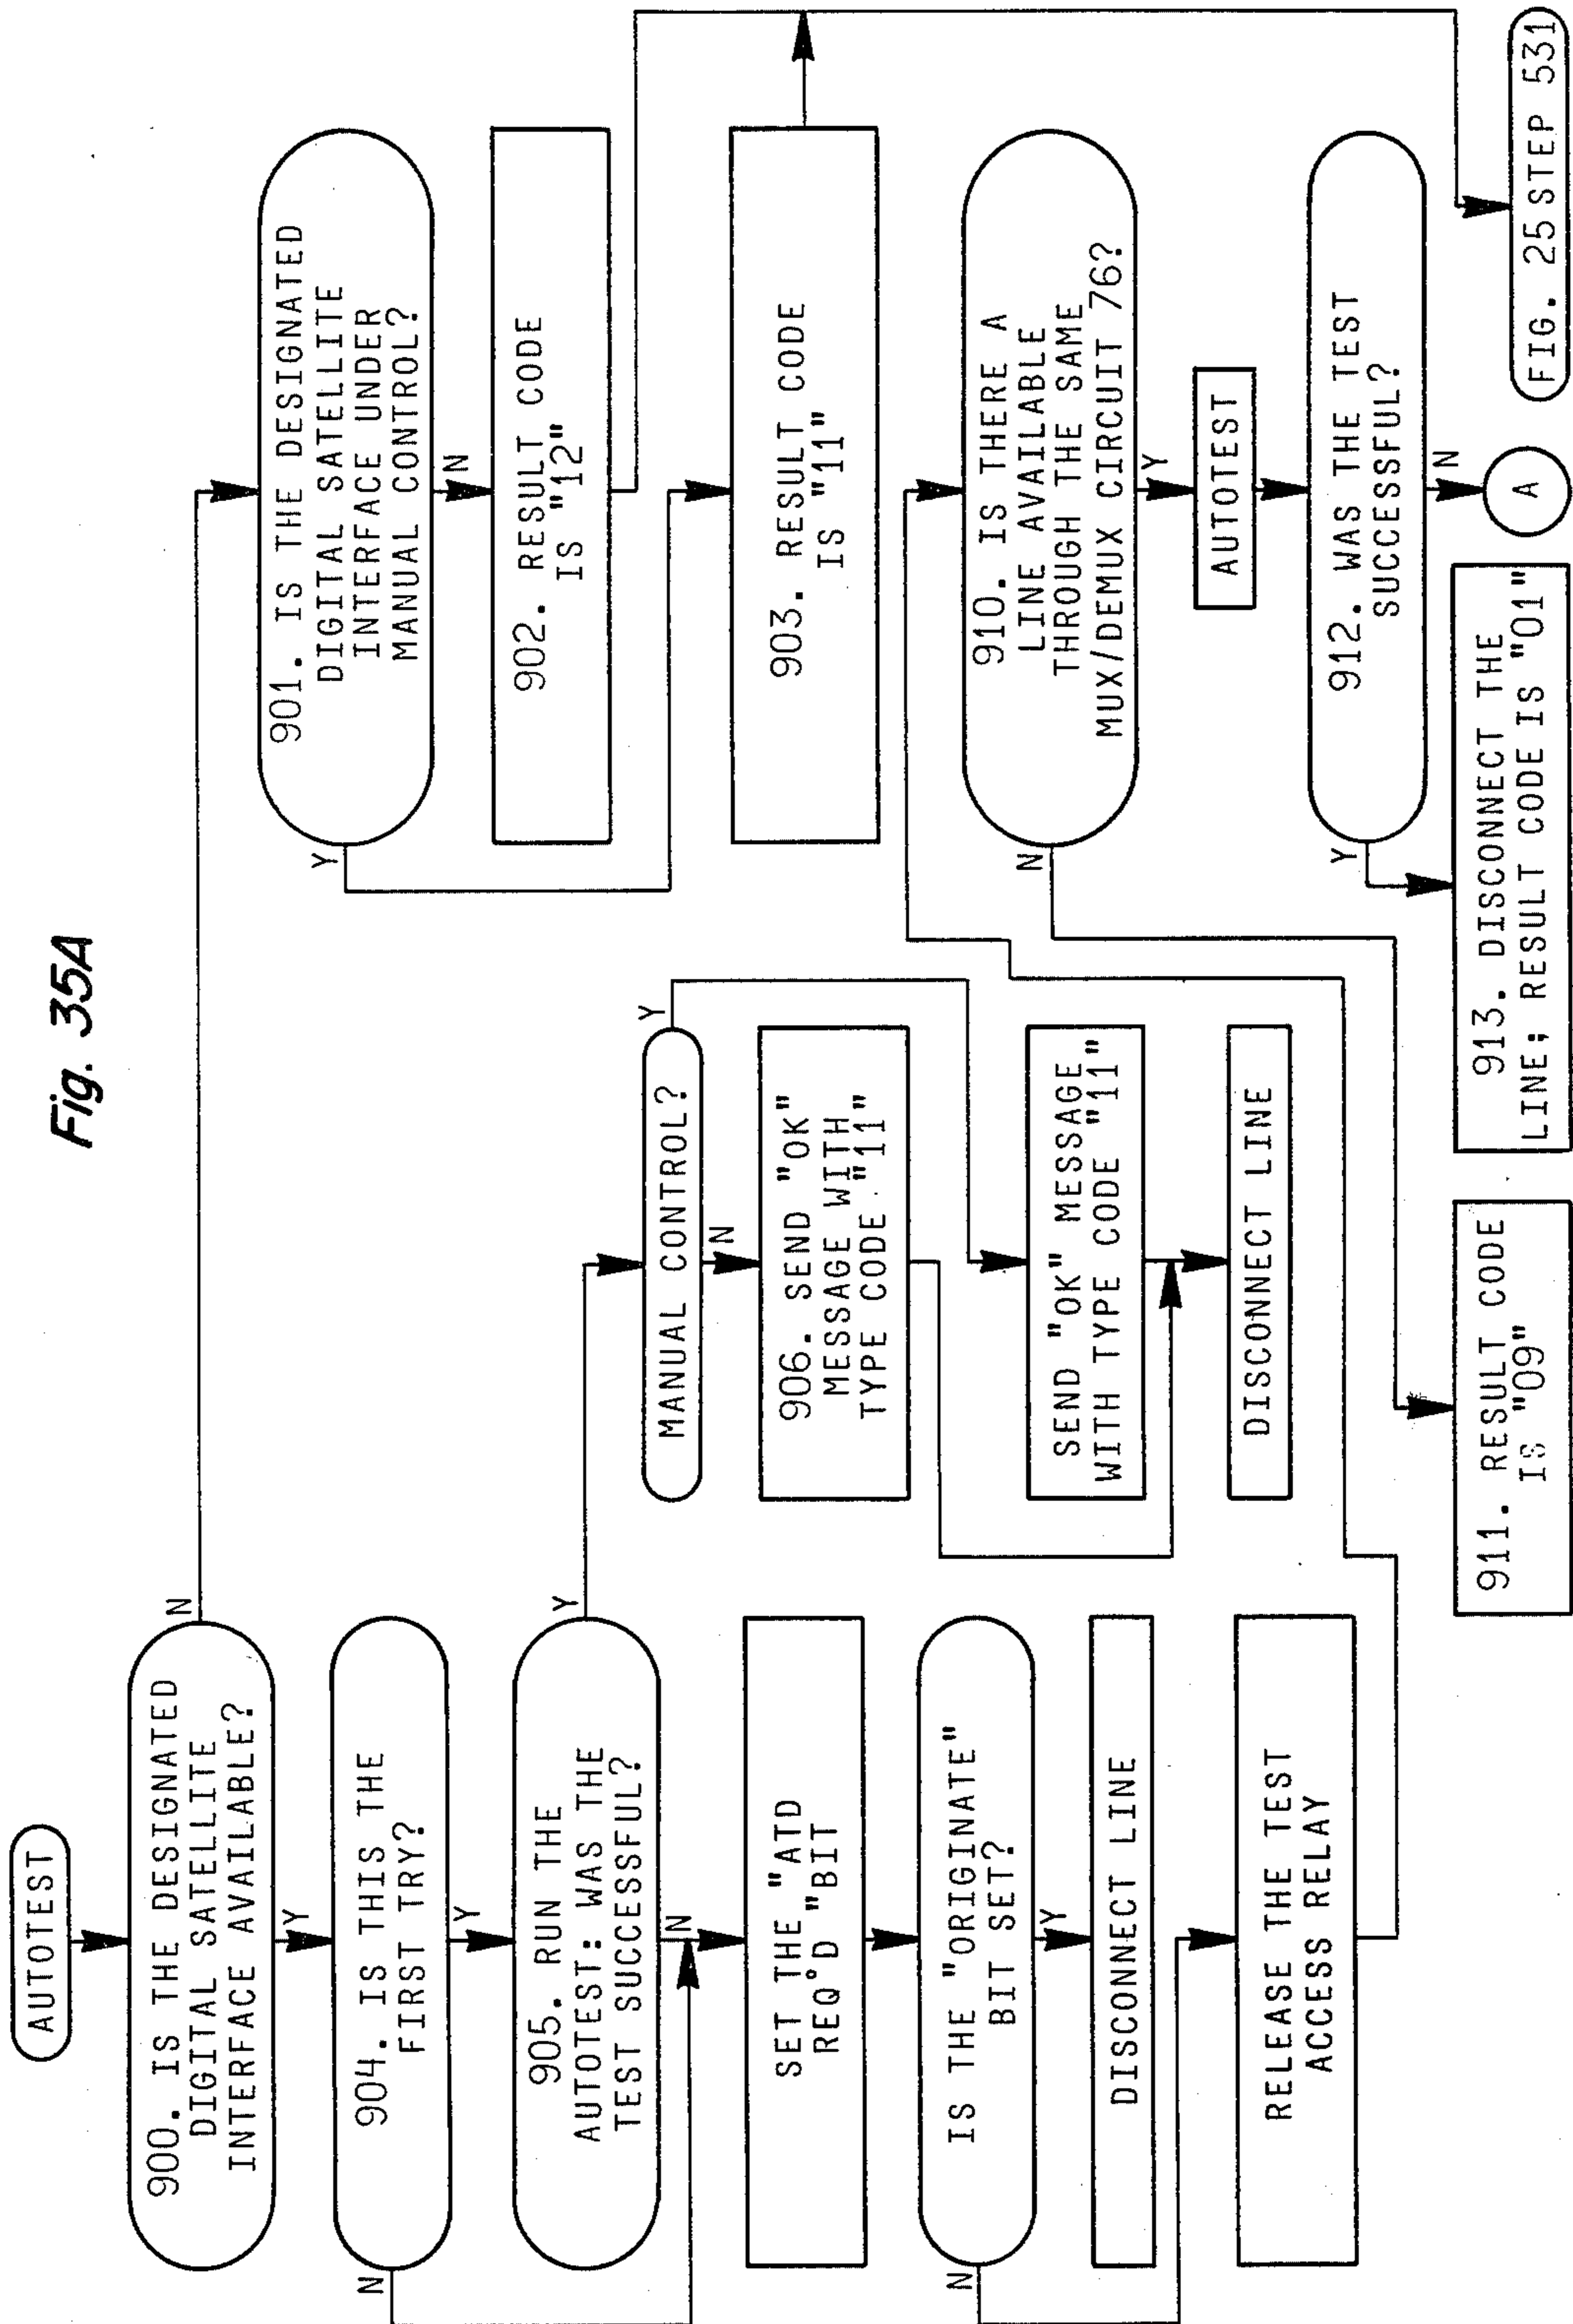 Fig. 35A
AUTOTEST
900. IS THE DESIGNATED
DIGITAL SATELLITE
INTERFACE AVAILABLE?
N
Y
904. IS THIS THE
FIRST TRY?
N
Y
905. RUN THE
AUTOTEST: WAS THE
TEST SUCCESSFUL?
Y
N
SET THE "ATD
REQ°D "BIT
IS THE "ORIGINATE"
BIT SET?
N
Y
DISCONNECT LINE
RELEASE THE TEST
ACCESS RELAY
MANUAL CONTROL?
Y
N
906. SEND "OK"
MESSAGE WITH
TYPE CODE "11"
SEND "OK" MESSAGE
WITH TYPE CODE "11"
DISCONNECT LINE
901. IS THE DESIGNATED
DIGITAL SATELLITE
INTERFACE UNDER
MANUAL CONTROL?
Y
N
902. RESULT CODE
IS "12"
903. RESULT CODE
IS "11"
910. IS THERE A
LINE AVAILABLE
THROUGH THE SAME
MUX/DEMUX CIRCUIT 76?
N
Y
AUTOTEST
912. WAS THE TEST
SUCCESSFUL?
Y
N
911. RESULT CODE
IS "09"
913. DISCONNECT THE
LINE; RESULT CODE IS "01"
A
FIG. 25 STEP 531